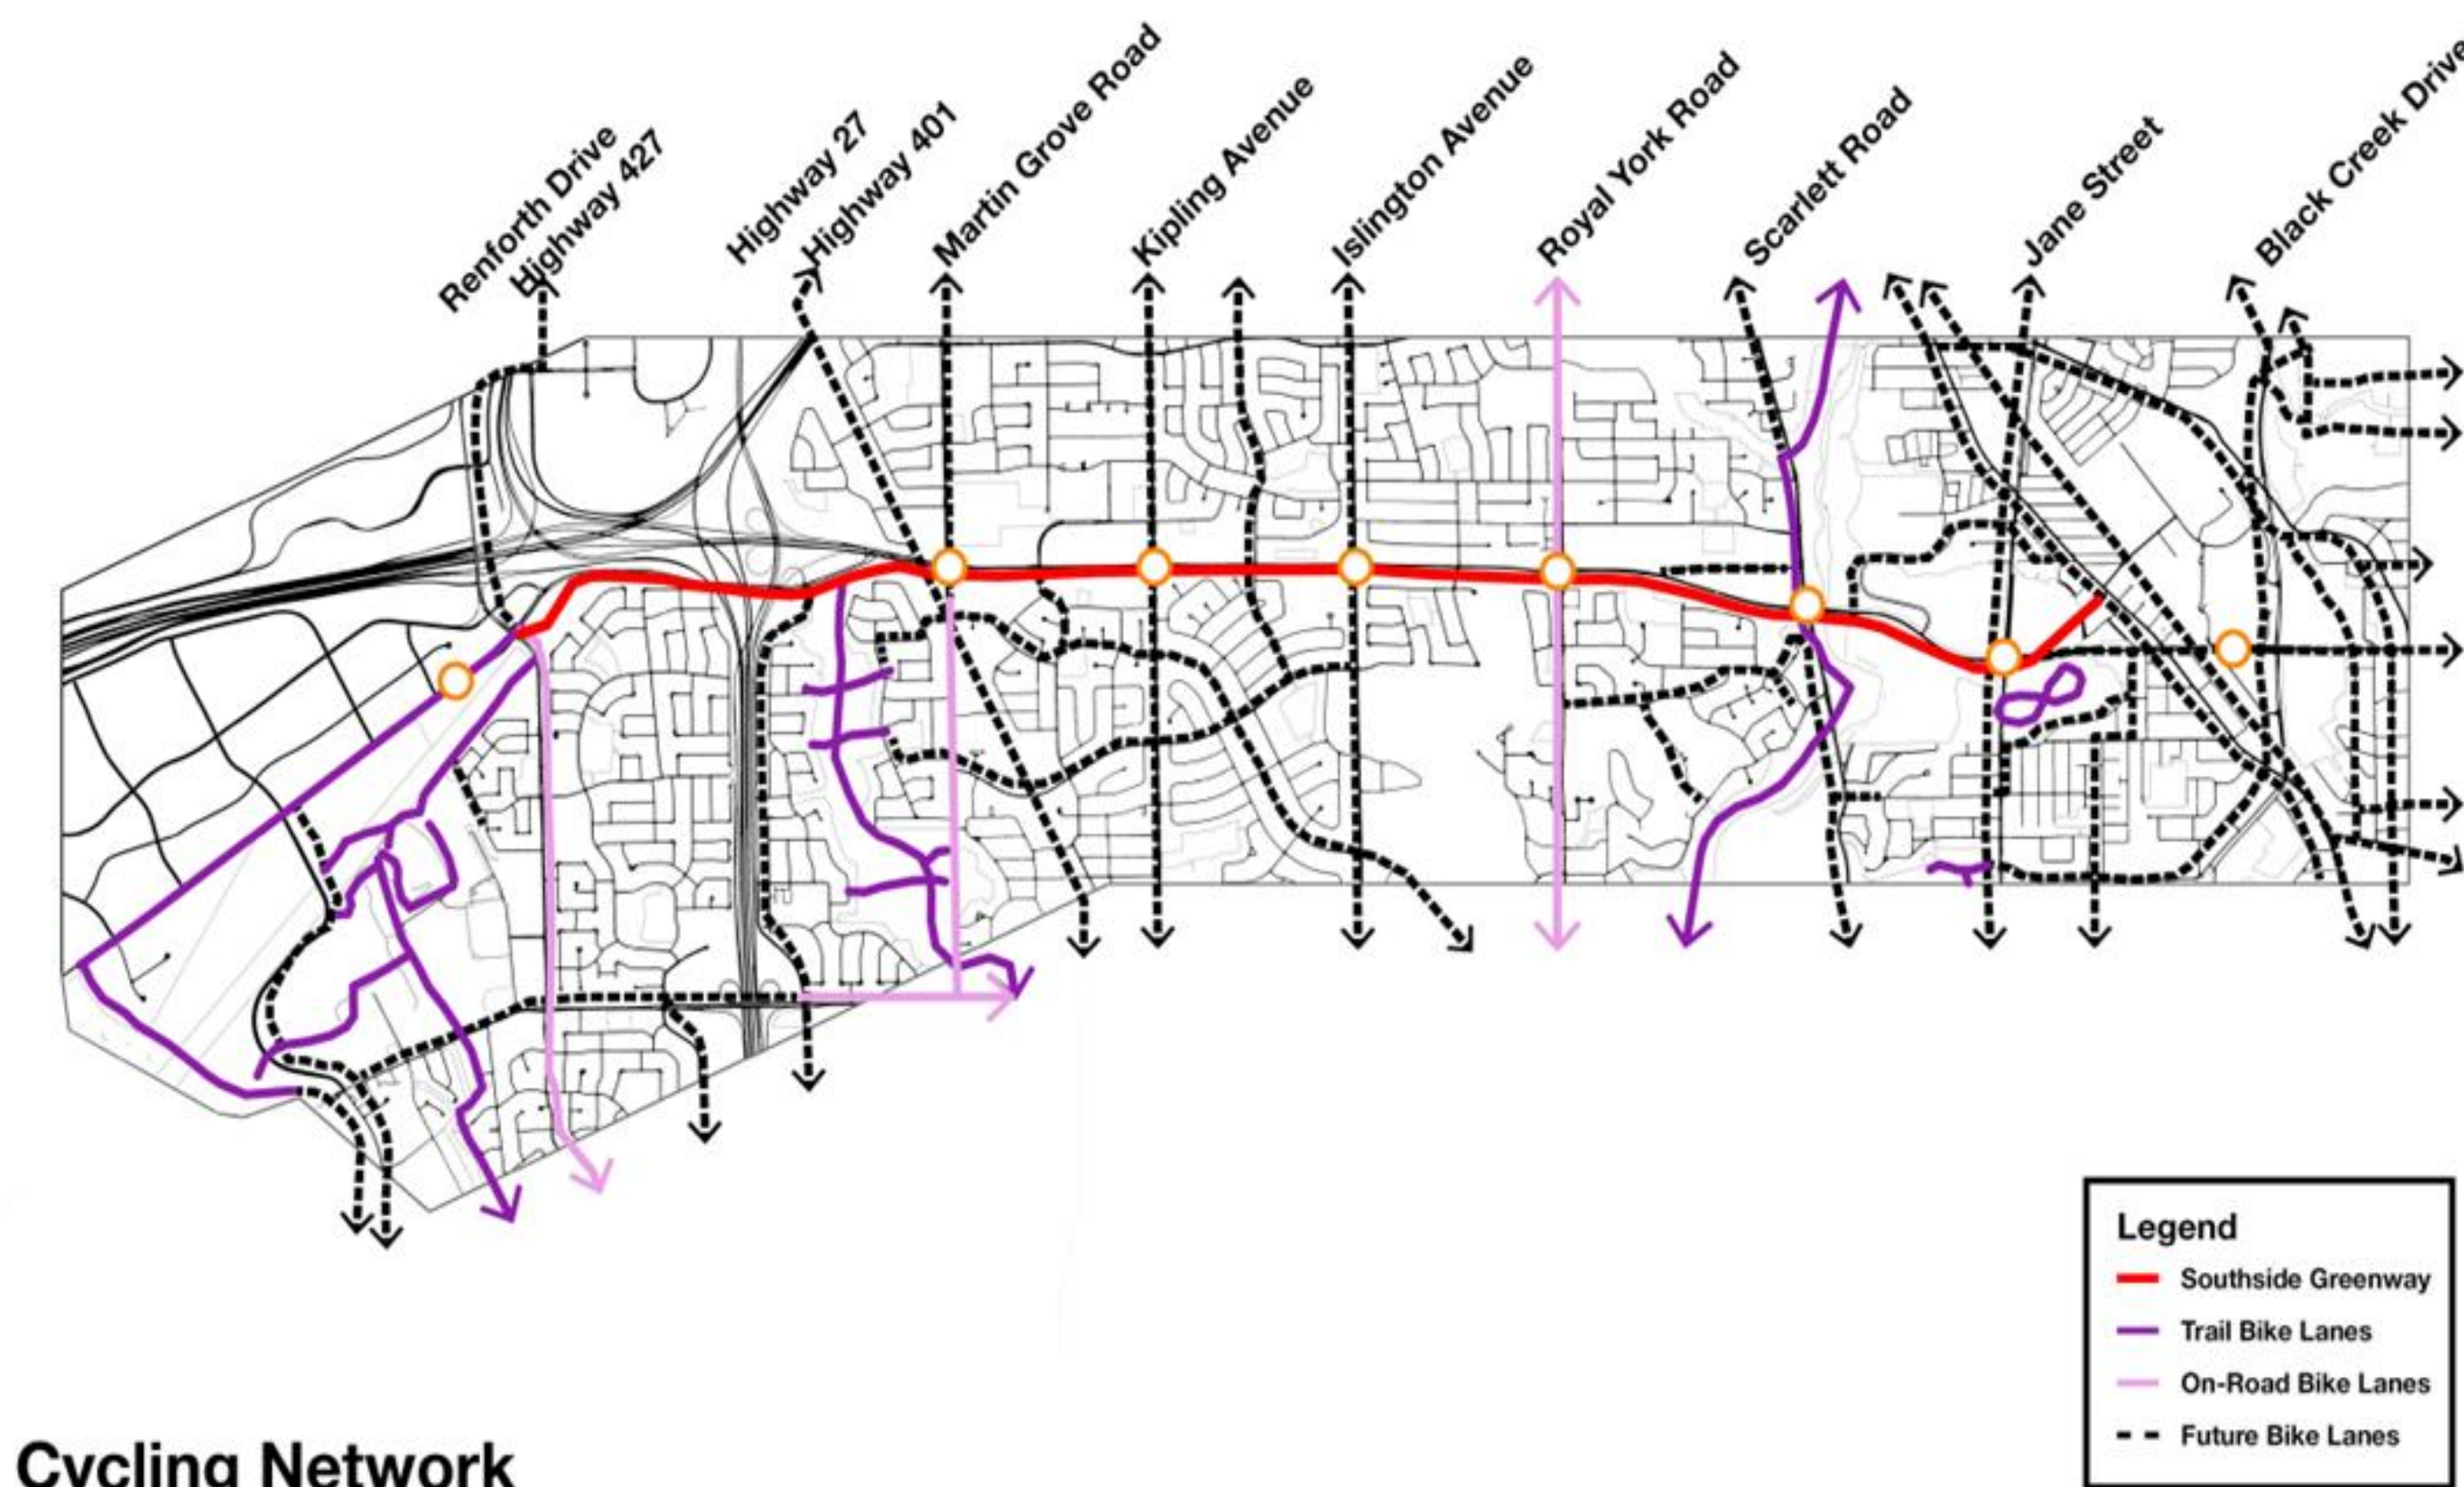 Renforth Drive
Highway 427
Highway 27
Highway 401
Martin Grove Road
Kipling Avenue
Islington Avenue
Royal York Road
Scarlett Road
Jane Street
Black Creek Drive
Legend
Southside Greenway
Trail Bike Lanes
On-Road Bike Lanes
Future Bike Lanes
Cycling Network